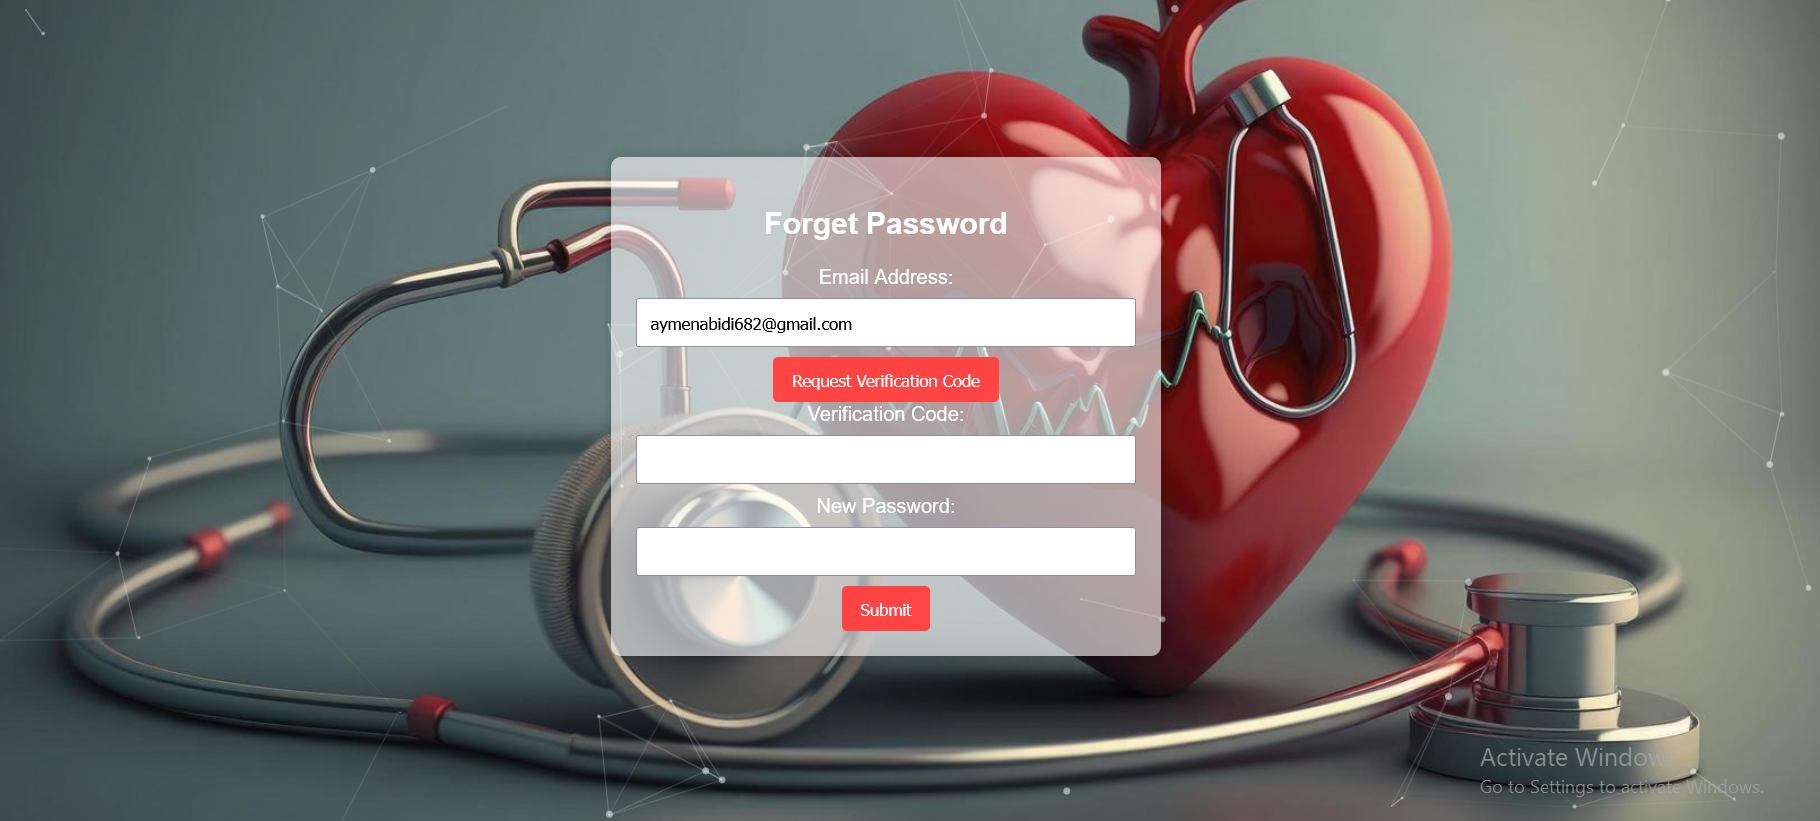 Forget Password
Email Address:
aymenabidi682@gmail.com
Request Verification Code
Verification Code:
New Password:
Submit
Activate Windows
Go to Settings to activate Windows.